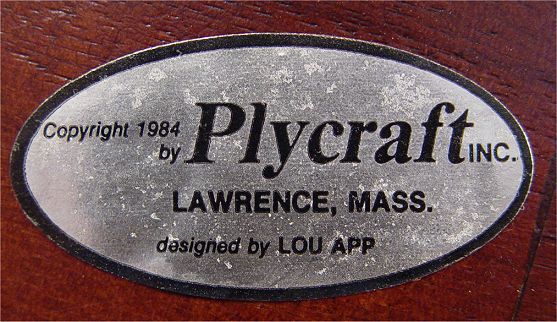 Copyright 1984
by Plycraft INC.
LAWRENCE, MASS.
designed by LOU APP